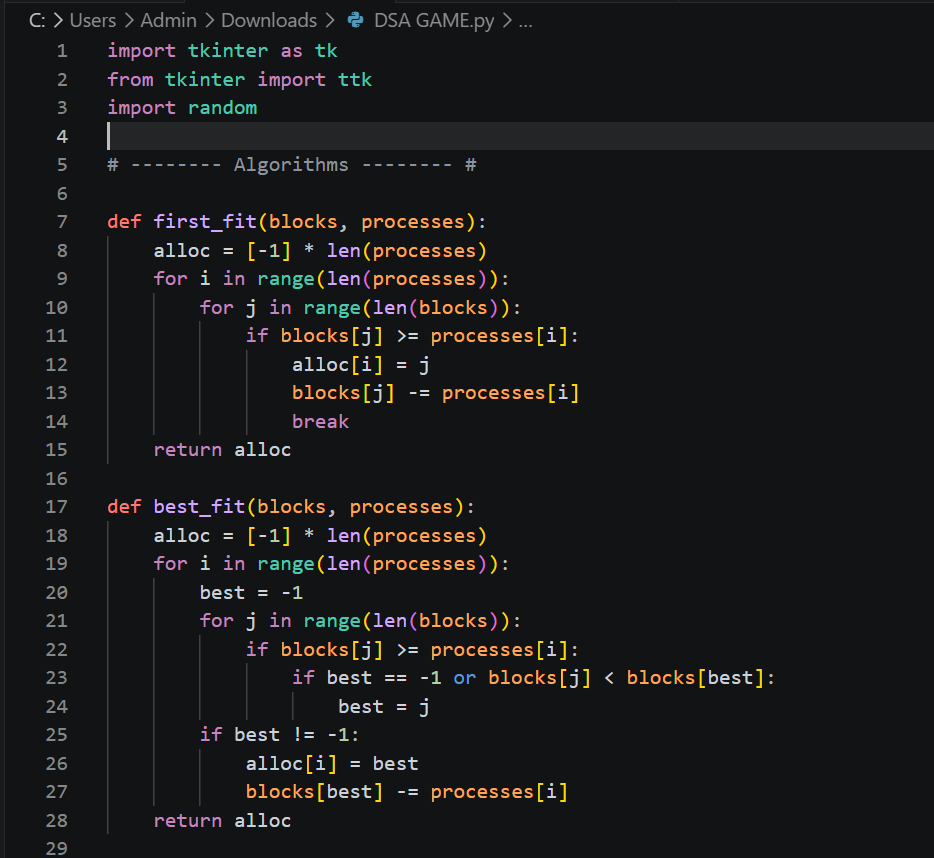 C: > Users > Admin > Downloads > DSA GAME.py > ...
1 import tkinter as tk
2 from tkinter import ttk
3 import random
4
5 # -------- Algorithms -------- #
6
7 def first_fit(blocks, processes):
8     alloc = [-1] * len(processes)
9     for i in range(len(processes)):
10         for j in range(len(blocks)):
11             if blocks[j] >= processes[i]:
12                 alloc[i] = j
13                 blocks[j] -= processes[i]
14                 break
15     return alloc
16
17 def best_fit(blocks, processes):
18     alloc = [-1] * len(processes)
19     for i in range(len(processes)):
20         best = -1
21         for j in range(len(blocks)):
22             if blocks[j] >= processes[i]:
23                 if best == -1 or blocks[j] < blocks[best]:
24                     best = j
25         if best != -1:
26             alloc[i] = best
27             blocks[best] -= processes[i]
28     return alloc
29